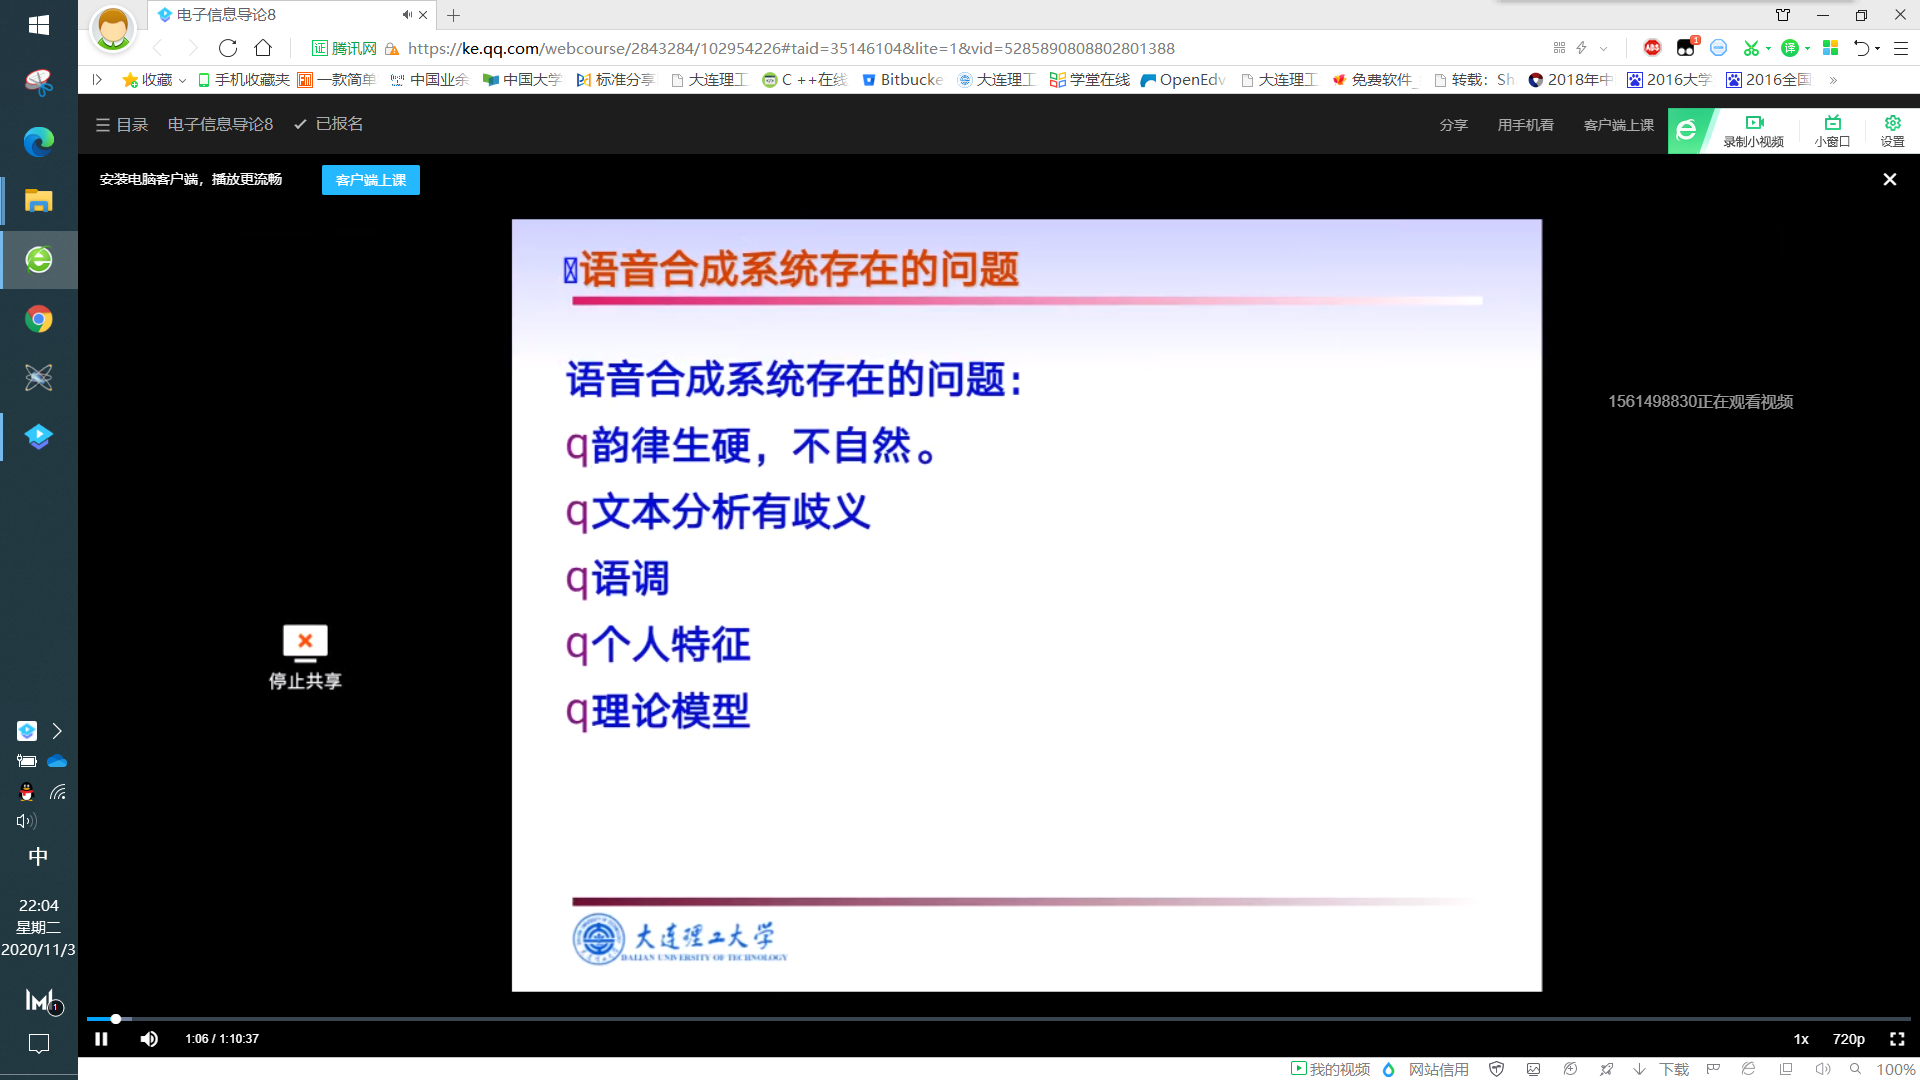 电子信息导论8
证 腾讯网 https://ke.qq.com/webcourse/2843284/102954226#taid=35146104&lite=1&vid=5285890808802801388
ABS 1 译
收藏 手机收藏夹 一款简单 中国业余 中国大学 标准分享 大连理工 C ++在线 Bitbucke 大连理工 学堂在线 OpenEdv 大连理工 免费软件_ 转载：Sh 2018年中 2016大学 2016全国 »
目录 电子信息导论8 已报名 分享 用手机看 客户端上课 录制小视频 小窗口 设置
安装电脑客户端，播放更流畅 客户端上课
语音合成系统存在的问题
语音合成系统存在的问题：
q韵律生硬，不自然。
q文本分析有歧义
q语调
q个人特征
q理论模型
1561498830正在观看视频
停止共享
大连理工大学
DALIAN UNIVERSITY OF TECHNOLOGY
中
22:04
星期二
2020/11/3
1
1:06 / 1:10:37 1x 720p
我的视频 网站信用 下载 100%